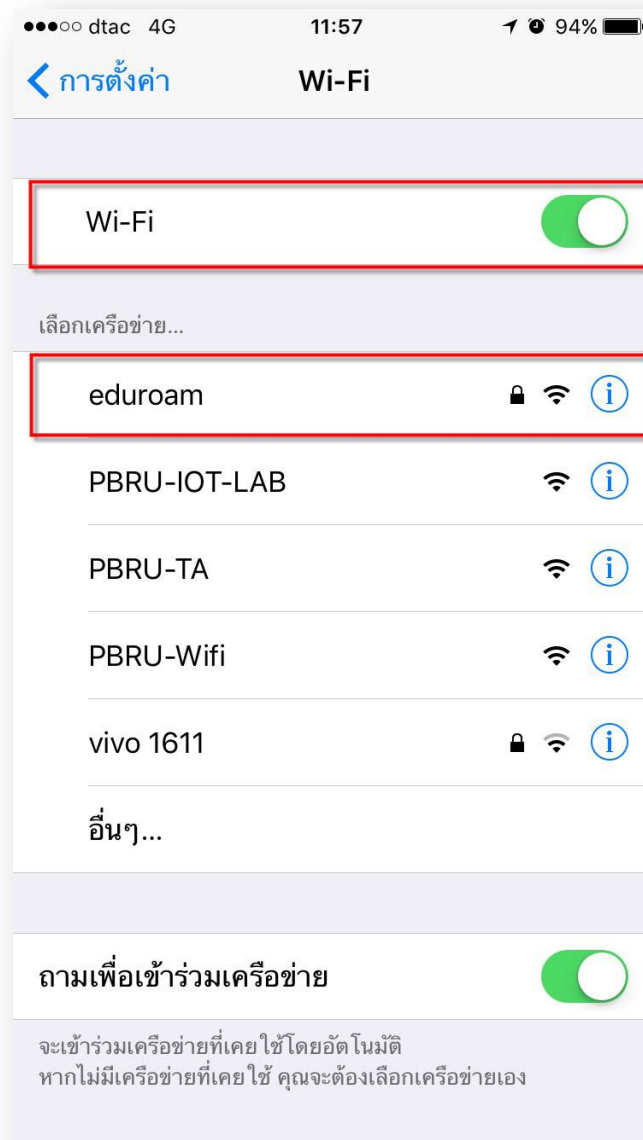 dtac 4G 11:57 94%
การตั้งค่า Wi-Fi
Wi-Fi
เลือกเครือข่าย...
eduroam
PBRU-IOT-LAB
PBRU-TA
PBRU-Wifi
vivo 1611
อื่นๆ...
ถามเพื่อเข้าร่วมเครือข่าย
จะเข้าร่วมเครือข่ายที่เคยใช้โดยอัตโนมัติ
หากไม่มีเครือข่ายที่เคยใช้ คุณจะต้องเลือกเครือข่ายเอง